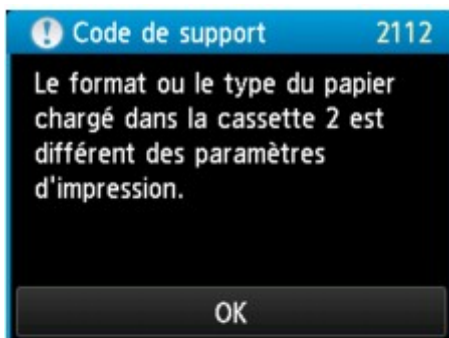 Code de support 2112
Le format ou le type du papier
chargé dans la cassette 2 est
différent des paramètres
d'impression.
OK